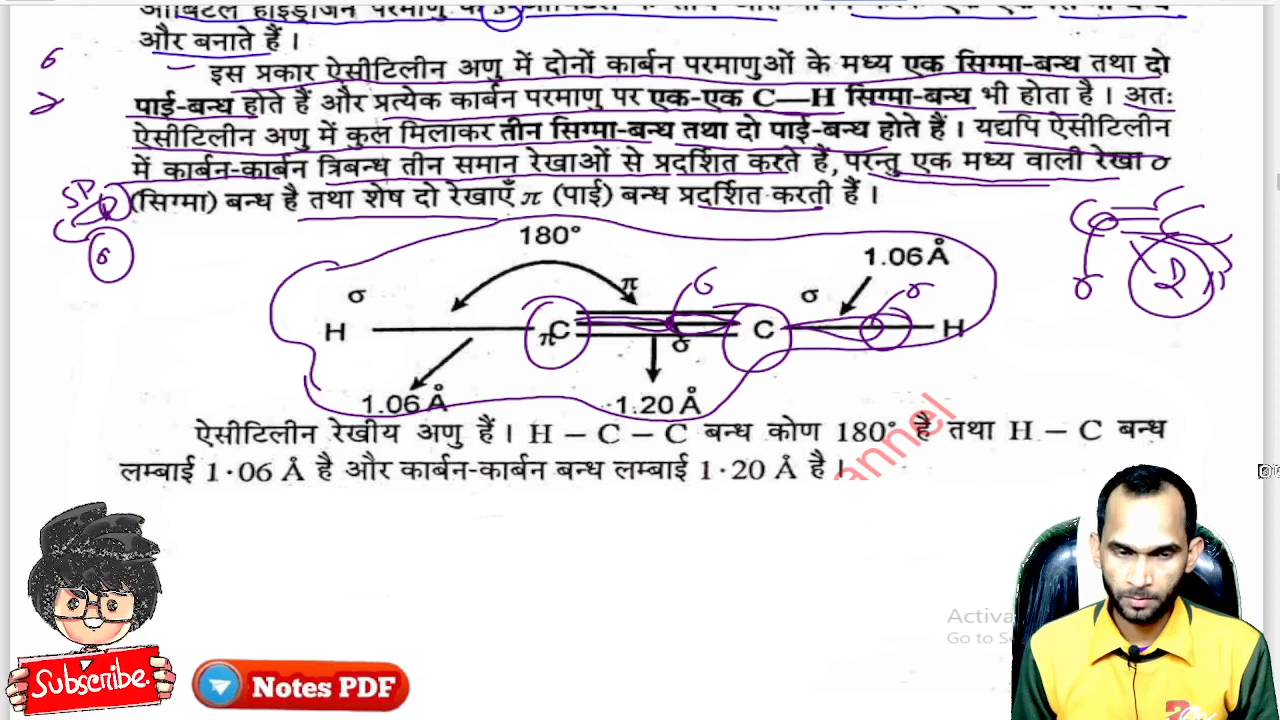 और बनाते हैं ।
इस प्रकार ऐसीटिलीन अणु में दोनों कार्बन परमाणुओं के मध्य एक सिग्मा-बन्ध तथा दो
पाई-बन्ध होते हैं और प्रत्येक कार्बन परमाणु पर एक-एक C—H सिग्मा-बन्ध भी होता है । अतः
ऐसीटिलीन अणु में कुल मिलाकर तीन सिग्मा-बन्ध तथा दो पाई-बन्ध होते हैं । यद्यपि ऐसीटिलीन
में कार्बन-कार्बन त्रिबन्ध तीन समान रेखाओं से प्रदर्शित करते हैं, परन्तु एक मध्य वाली रेखा σ
(सिग्मा) बन्ध है तथा शेष दो रेखाएँ π (पाई) बन्ध प्रदर्शित करती हैं ।
180°
1.06 Å
σ π σ
H C C H
π σ
1.06 Å 1.20 Å
ऐसीटिलीन रेखीय अणु हैं । H – C – C बन्ध कोण 180° है तथा H – C बन्ध
लम्बाई 1·06 Å है और कार्बन-कार्बन बन्ध लम्बाई 1·20 Å है ।
annel
Activa
Go to S
Subscribe.
Notes PDF